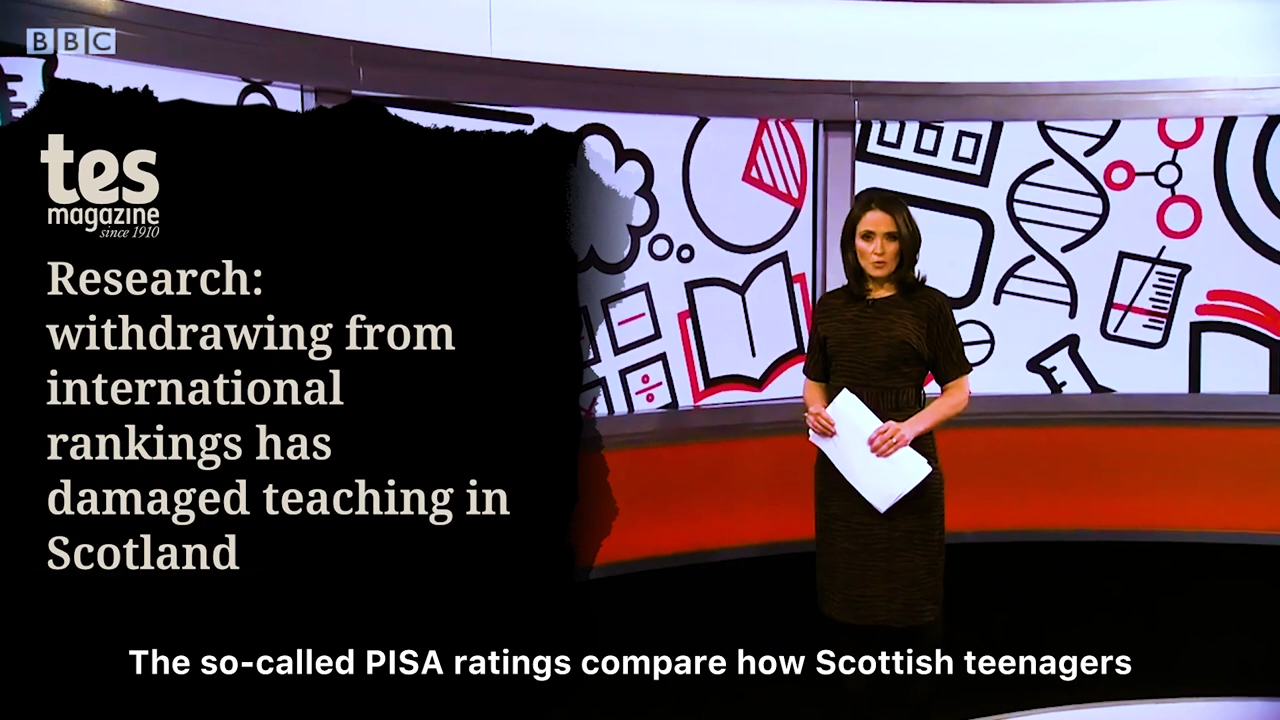 BBC
tes
magazine
since 1910
Research:
withdrawing from
international
rankings has
damaged teaching in
Scotland
The so-called PISA ratings compare how Scottish teenagers